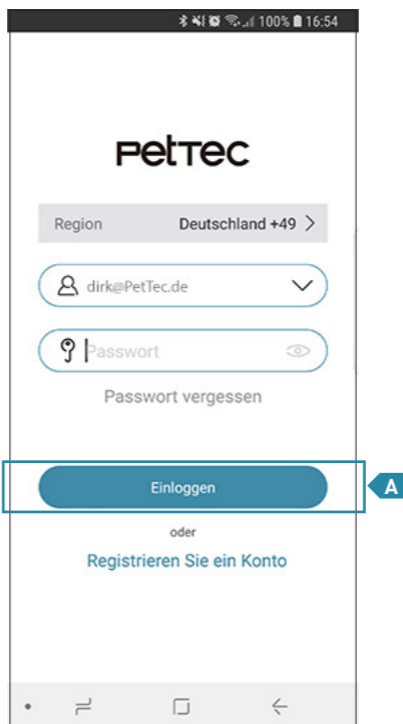 100% 16:54
PetTec
Region Deutschland +49
dirk@PetTec.de
Passwort
Passwort vergessen
Einloggen
A
oder
Registrieren Sie ein Konto